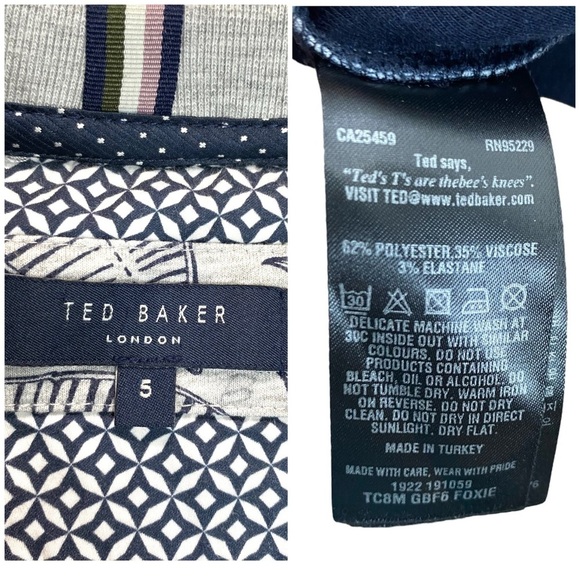 TED BAKER
LONDON
5
CA25459 RN95229
Ted says,
"Ted's T's are thebee's knees".
VISIT TED@www.tedbaker.com
62% POLYESTER, 35% VISCOSE
3% ELASTANE
30
DELICATE MACHINE WASH AT
30C INSIDE OUT WITH SIMILAR
COLOURS. DO NOT USE
PRODUCTS CONTAINING
BLEACH, OIL OR ALCOHOL. DO
NOT TUMBLE DRY. WARM IRON
ON REVERSE. DO NOT DRY
CLEAN. DO NOT DRY IN DIRECT
SUNLIGHT. DRY FLAT.
MADE IN TURKEY
MADE WITH CARE, WEAR WITH PRIDE
1922 191059
TC8M GBF6 FOXIE